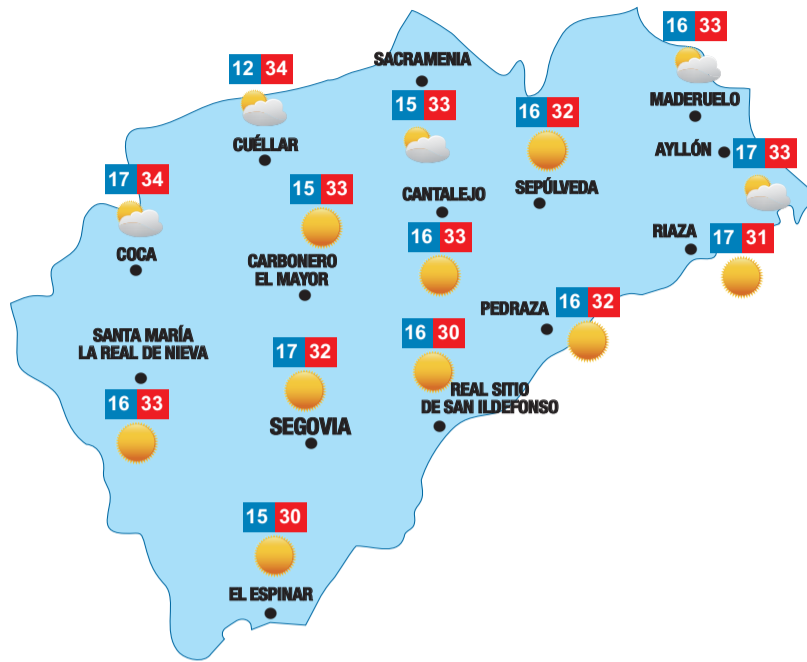 16 33
MADERUELO
SACRAMENIA
12 34
CUÉLLAR
15 33
16 32
SEPÚLVEDA
AYLLÓN
17 33
17 34
COCA
15 33
CARBONERO
EL MAYOR
CANTALEJO
16 33
RIAZA
17 31
PEDRAZA
16 32
SANTA MARÍA
LA REAL DE NIEVA
16 33
17 32
SEGOVIA
16 30
REAL SITIO
DE SAN ILDEFONSO
15 30
EL ESPINAR